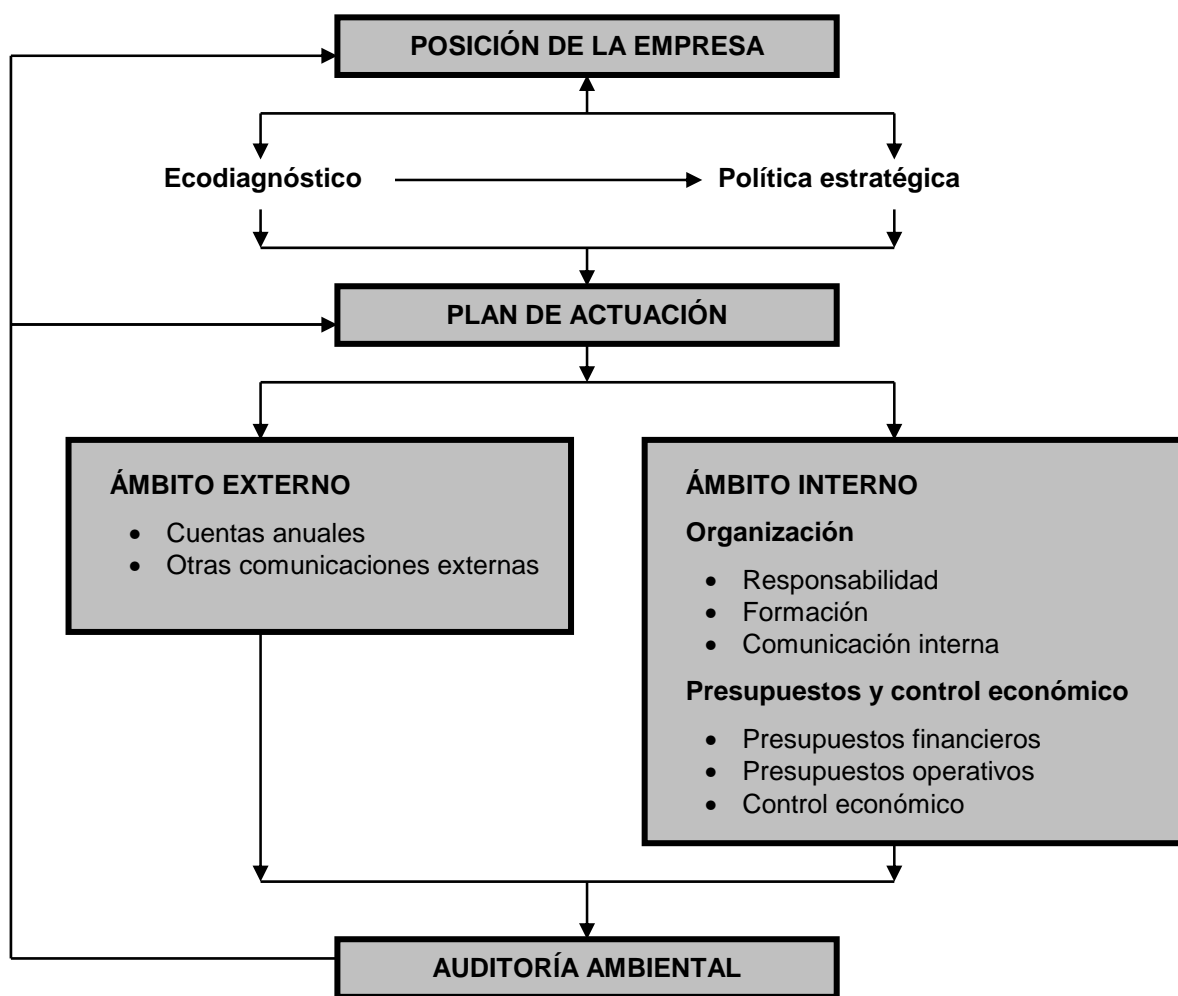 POSICIÓN DE LA EMPRESA
Ecodiagnóstico
Política estratégica
PLAN DE ACTUACIÓN
ÁMBITO EXTERNO
• Cuentas anuales
• Otras comunicaciones externas
ÁMBITO INTERNO
Organización
• Responsabilidad
• Formación
• Comunicación interna
Presupuestos y control económico
• Presupuestos financieros
• Presupuestos operativos
• Control económico
AUDITORÍA AMBIENTAL